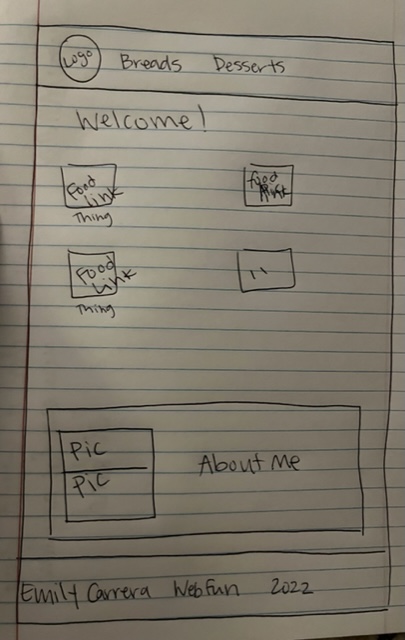 Logo Breads Desserts
Welcome!
Food Link
Food Link
Thing
Food Link
"
Thing
Pic
Pic
About Me
Emily Carrera WebFun 2022